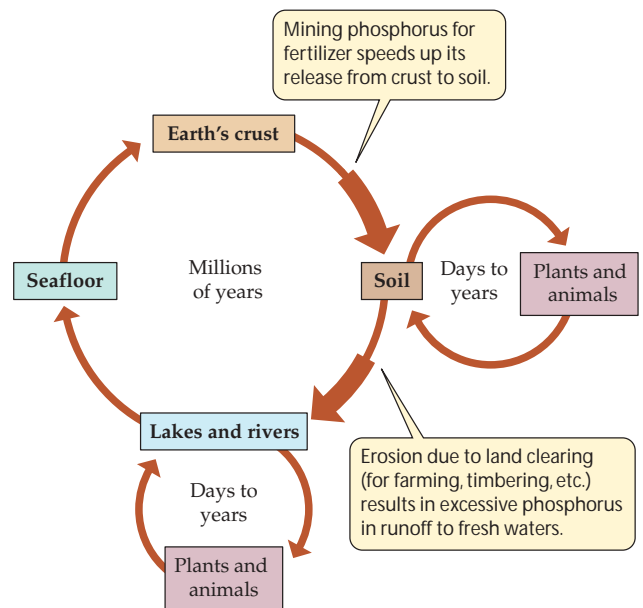 Mining phosphorus for
fertilizer speeds up its
release from crust to soil.
Earth's crust
Seafloor
Millions
of years
Soil
Days to
years
Plants and
animals
Lakes and rivers
Erosion due to land clearing
(for farming, timbering, etc.)
results in excessive phosphorus
in runoff to fresh waters.
Days to
years
Plants and
animals